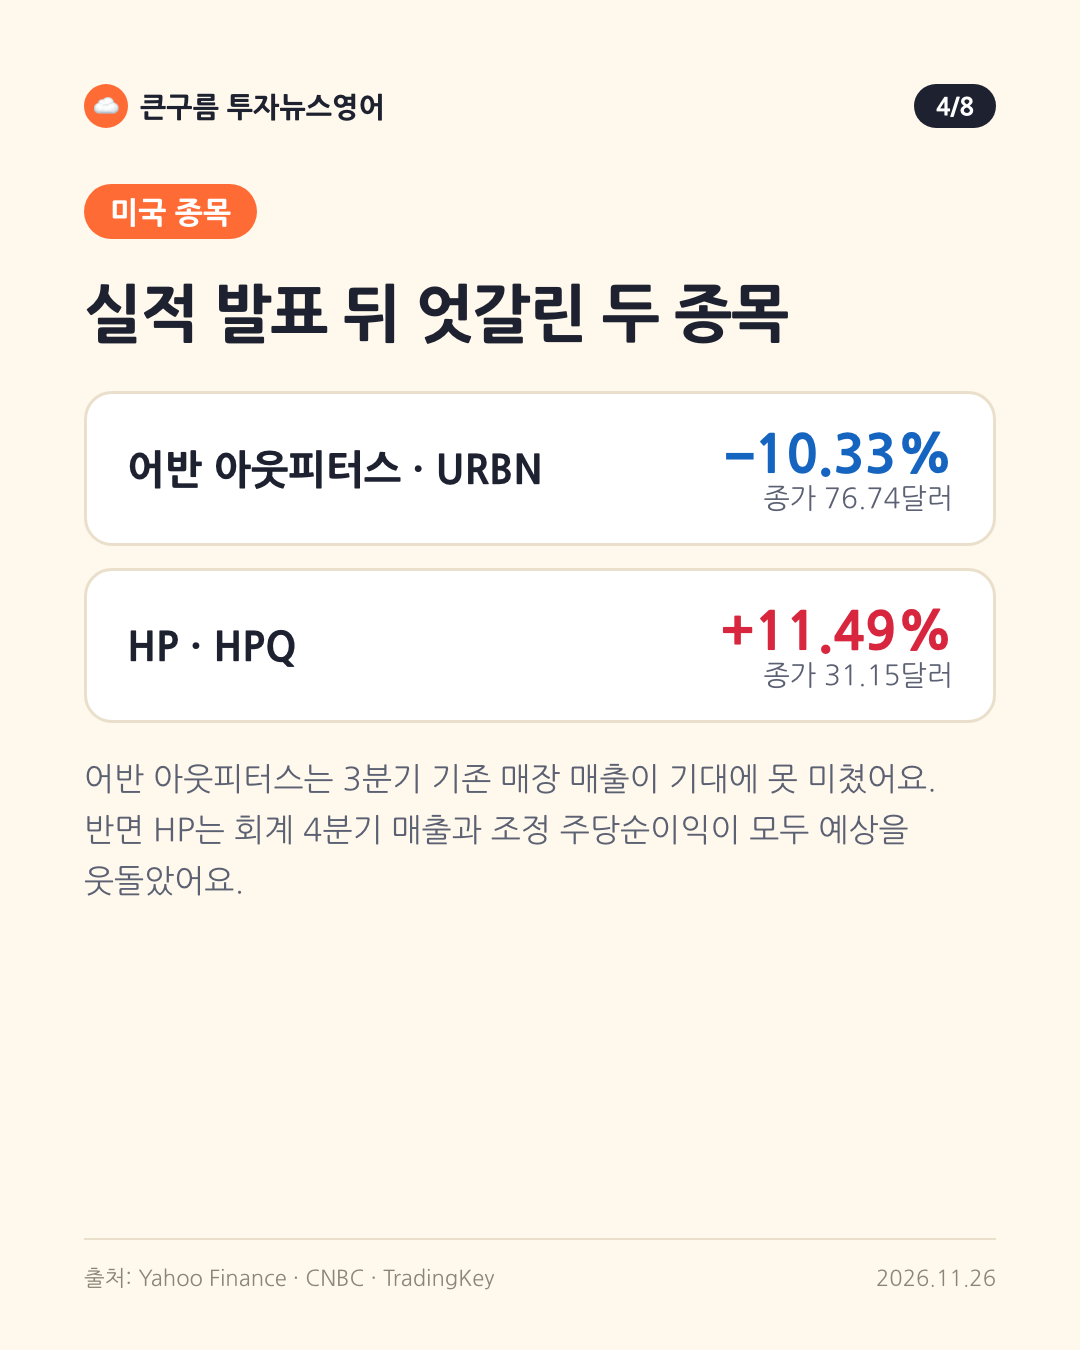 큰구름 투자뉴스영어
4/8
미국 종목
실적 발표 뒤 엇갈린 두 종목
어반 아웃피터스 · URBN
−10.33%
종가 76.74달러
HP · HPQ
+11.49%
종가 31.15달러
어반 아웃피터스는 3분기 기존 매장 매출이 기대에 못 미쳤어요.
반면 HP는 회계 4분기 매출과 조정 주당순이익이 모두 예상을
웃돌았어요.
출처: Yahoo Finance · CNBC · TradingKey
2026.11.26